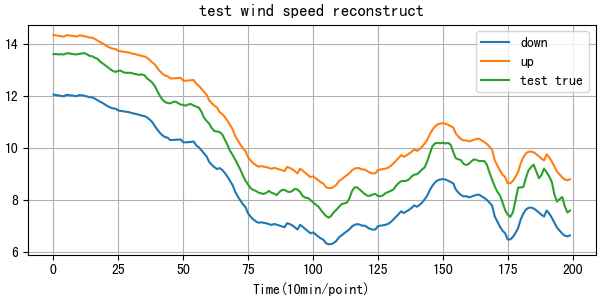 test wind speed reconstruct
down
up
test true
14
12
10
8
6
0 25 50 75 100 125 150 175 200
Time(10min/point)